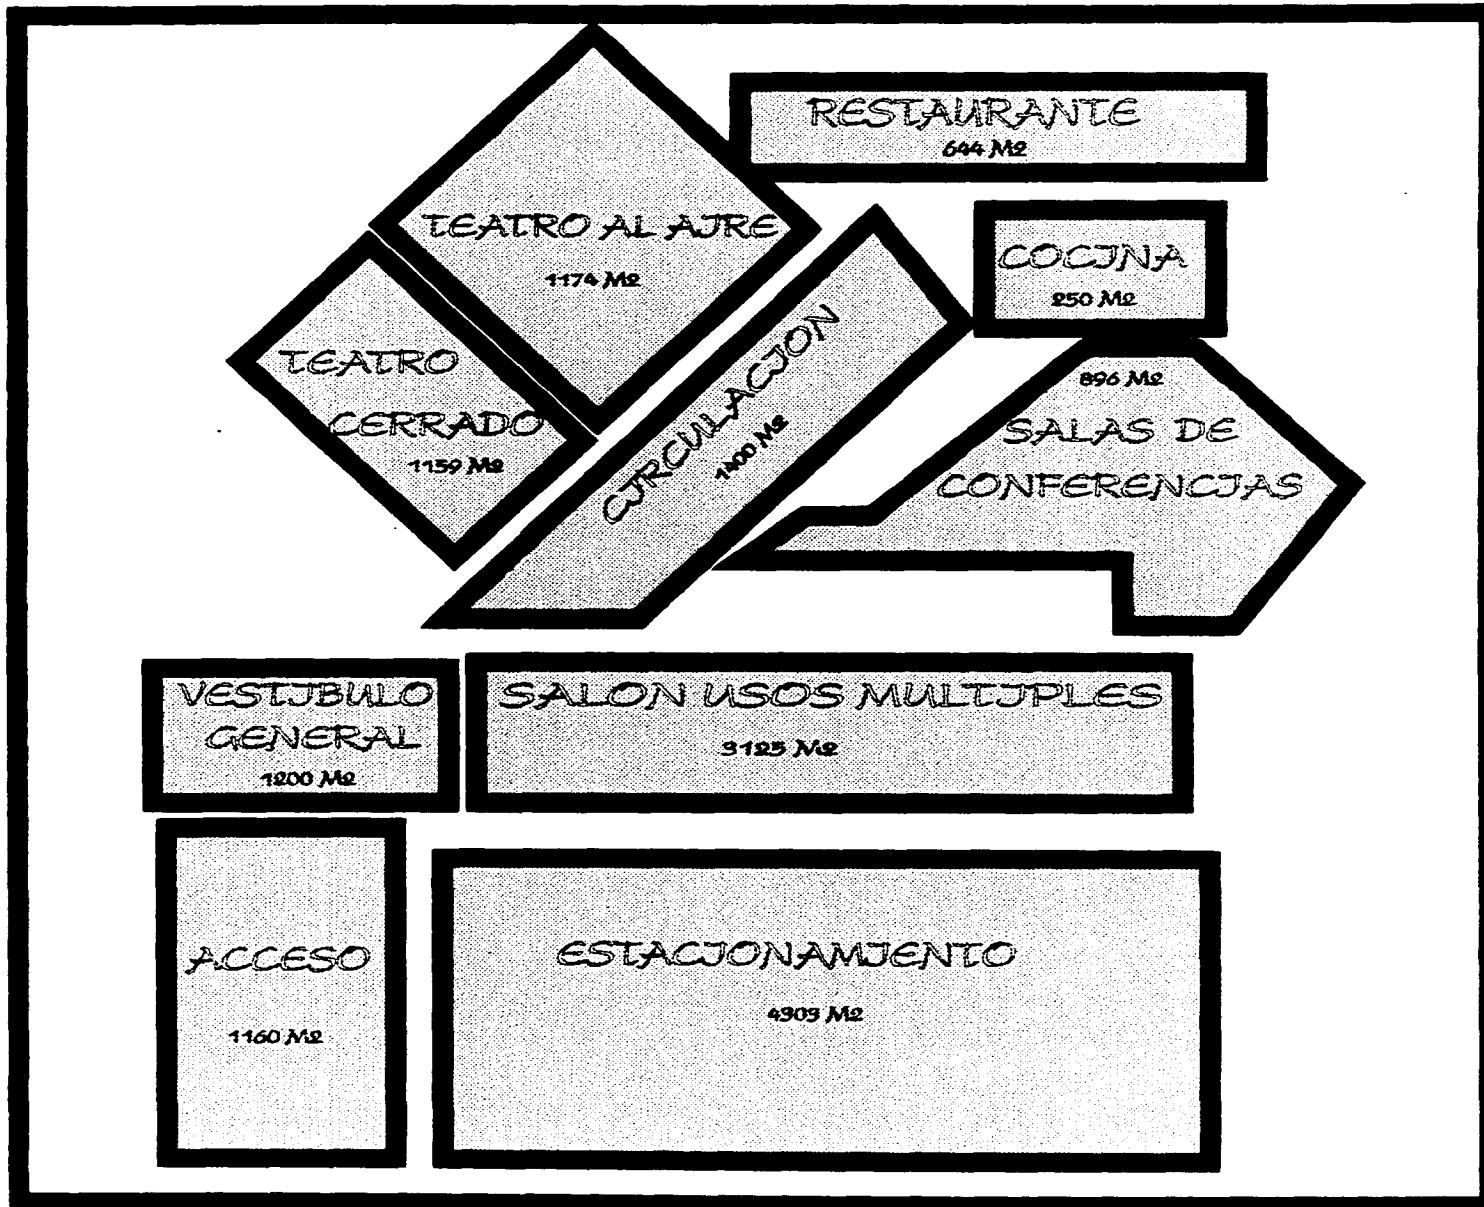 RESTAURANTE
644 M2
TEATRO AL AIRE
1174 M2
COCINA
250 M2
TEATRO
CERRADO
1159 M2
CIRCULACION
1400 M2
896 M2
SALAS DE
CONFERENCIAS
VESTIBULO
GENERAL
1200 M2
SALON USOS MULTIPLES
3125 M2
ACCESO
1160 M2
ESTACIONAMIENTO
4303 M2